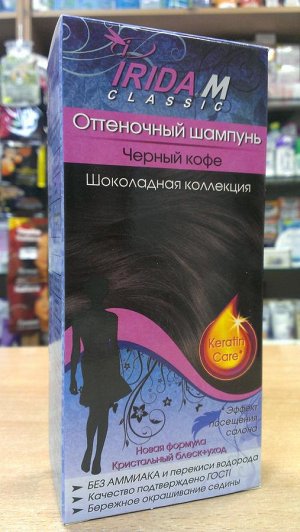 IRIDA M
CLASSIC
Оттеночный шампунь
Черный кофе
Шоколадная коллекция
Keratin
Care*
Эффект
посещения
салона
Новая формула
Кристальный блеск+уход
БЕЗ АММИАКА и перекиси водорода
Качество подтверждено ГОСТ!
Бережное окрашивание седины